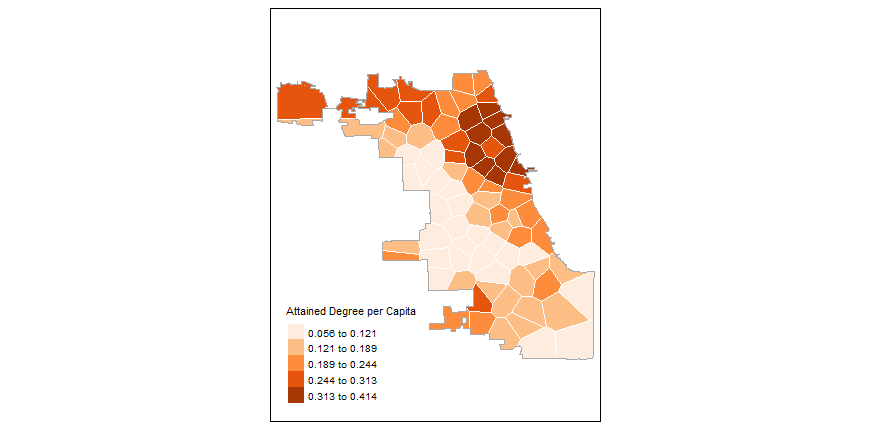 Attained Degree per Capita
0.056 to 0.121
0.121 to 0.189
0.189 to 0.244
0.244 to 0.313
0.313 to 0.414